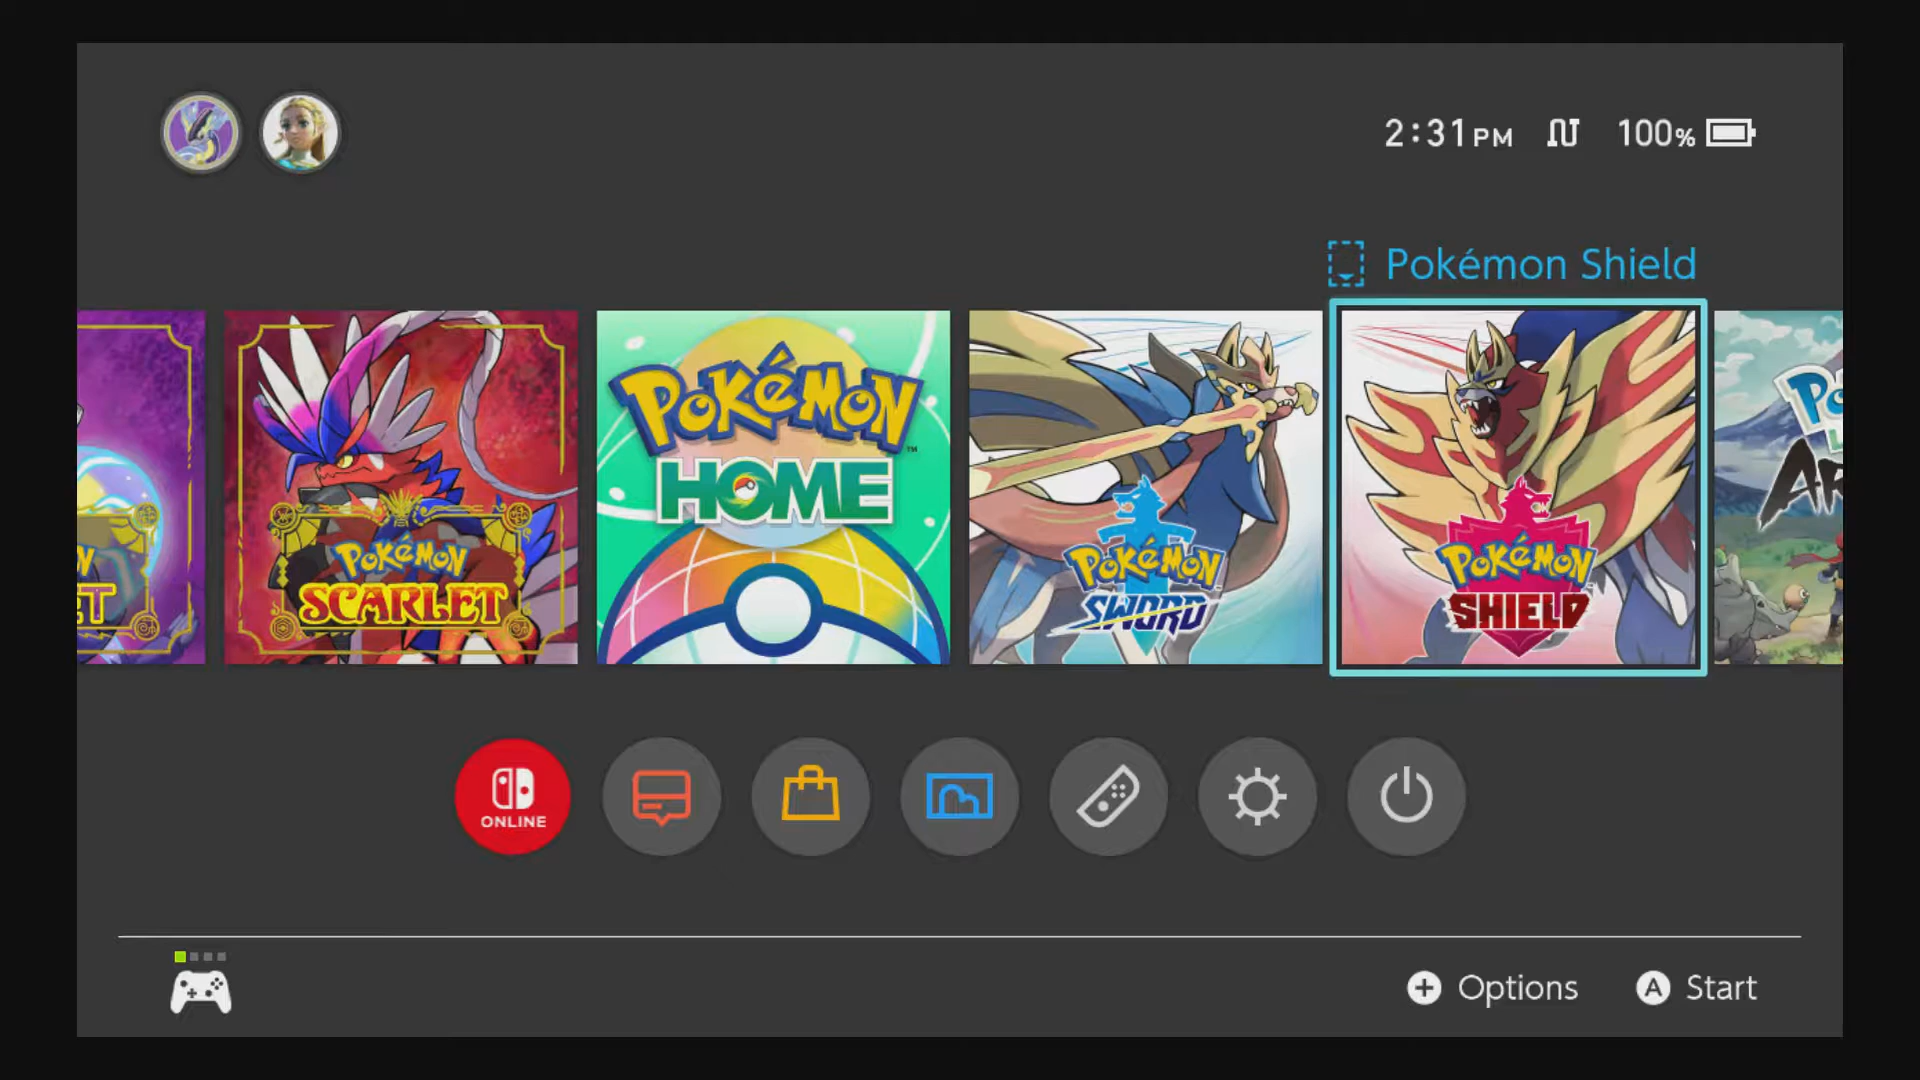 2:31 PM 100%
Pokémon Shield
POKéMON
SCARLET
POKéMON
HOME
POKéMON
SWORD
POKéMON
SHIELD
ONLINE
Options
A Start